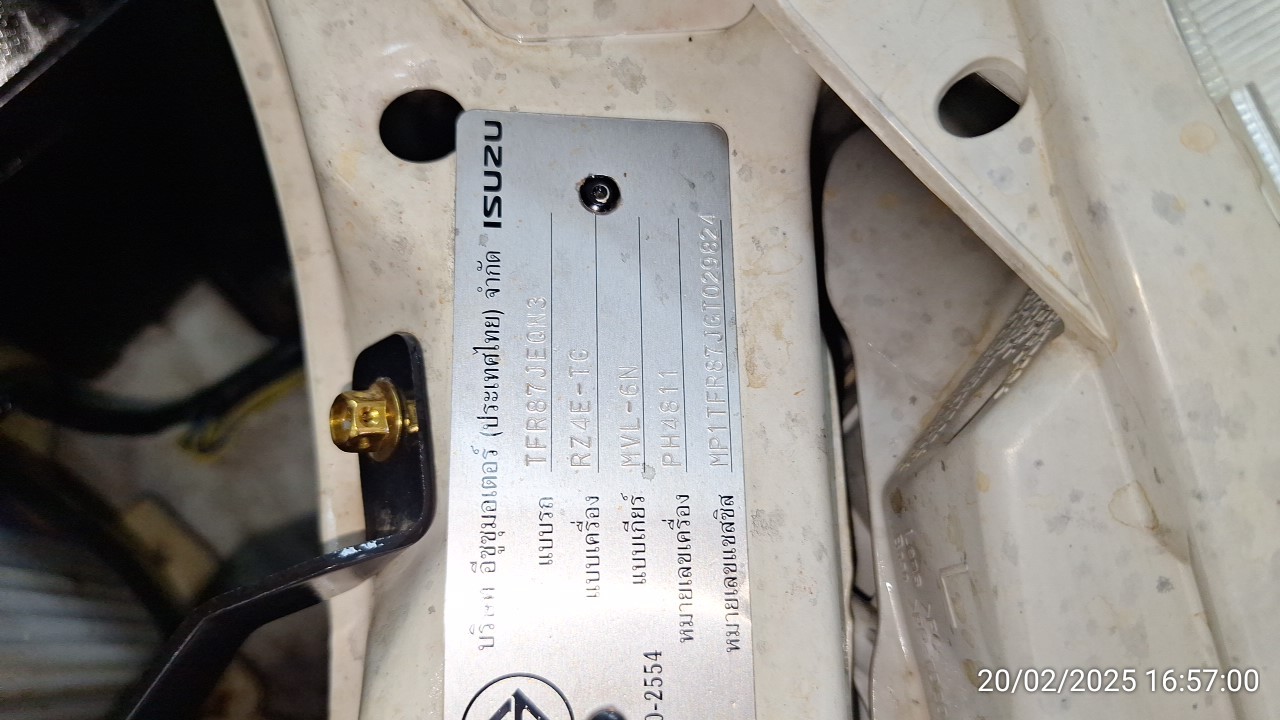 บริษัท อีซูซุมอเตอร์ (ประเทศไทย) จำกัด ISUZU
แบบรถ TFR87JEQN3
แบบเครื่อง RZ4E-TG
แบบเกียร์ MVL-6N
หมายเลขเครื่อง PH4811
หมายเลขแชสซิส MP1TFR87JGT029824
0-2554
20/02/2025 16:57:00